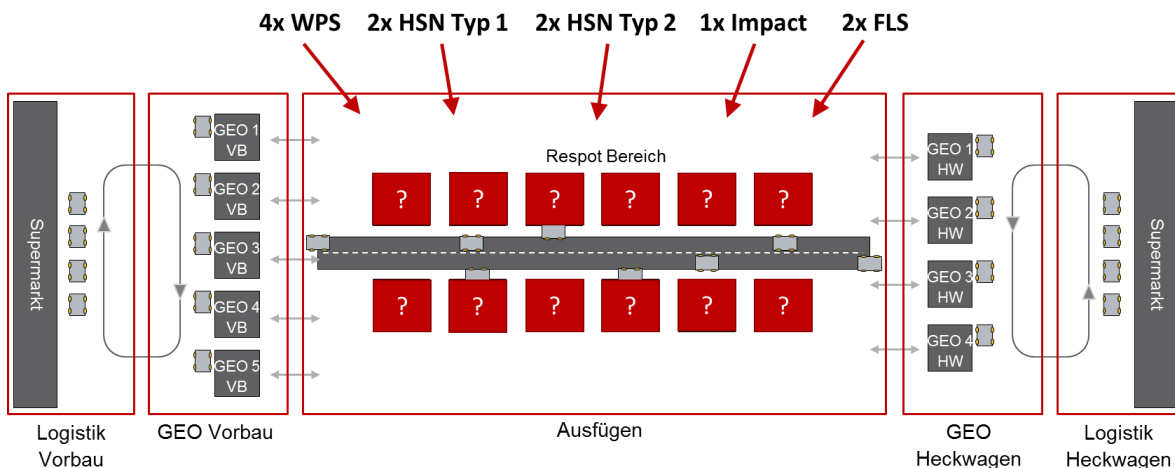 4x WPS 2x HSN Typ 1 2x HSN Typ 2 1x Impact 2x FLS
Supermarkt
GEO 1
VB
GEO 2
VB
GEO 3
VB
GEO 4
VB
GEO 5
VB
Respot Bereich
? ? ? ? ? ?
? ? ? ? ? ?
GEO 1
HW
GEO 2
HW
GEO 3
HW
GEO 4
HW
Supermarkt
Logistik
Vorbau
GEO Vorbau
Ausfügen
GEO
Heckwagen
Logistik
Heckwagen